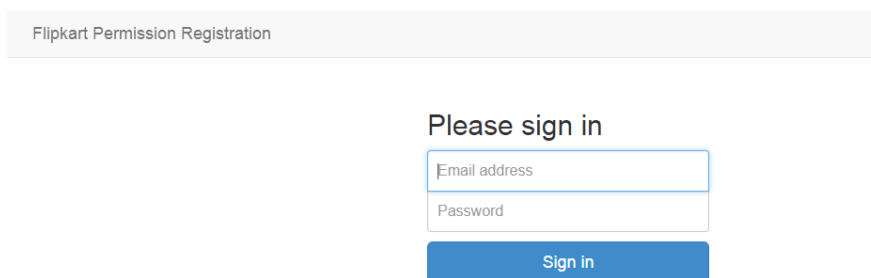 Flipkart Permission Registration
Please sign in
Email address
Password
Sign in